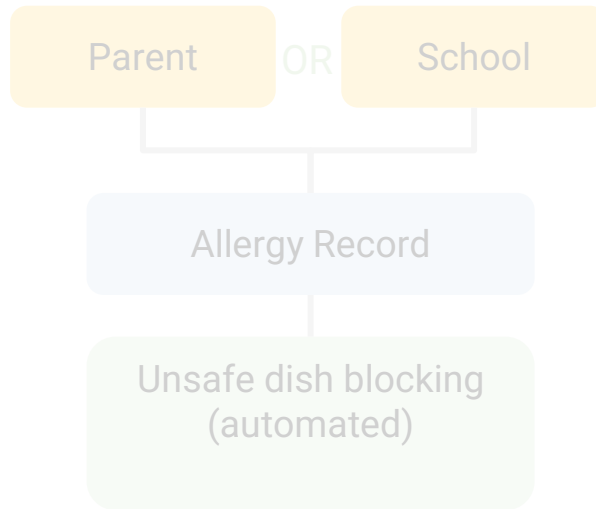 Parent OR School
Allergy Record
Unsafe dish blocking
(automated)